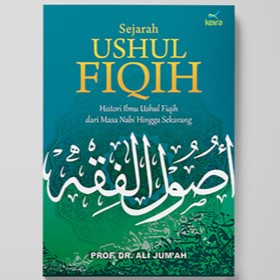 keira
Sejarah
USHUL
FIQIH
Histori Ilmu Ushul Fiqih
dari Masa Nabi Hingga Sekarang
أصول الفقه
PROF. DR. ALI JUM'AH